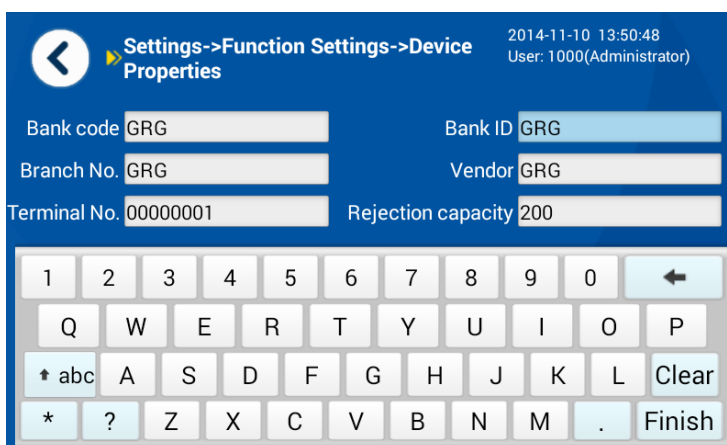 Settings->Function Settings->Device
Properties
2014-11-10 13:50:48
User: 1000(Administrator)
Bank code GRG
Bank ID GRG
Branch No. GRG
Vendor GRG
Terminal No. 00000001
Rejection capacity 200
1 2 3 4 5 6 7 8 9 0
Q W E R T Y U I O P
abc A S D F G H J K L Clear
* ? Z X C V B N M . Finish